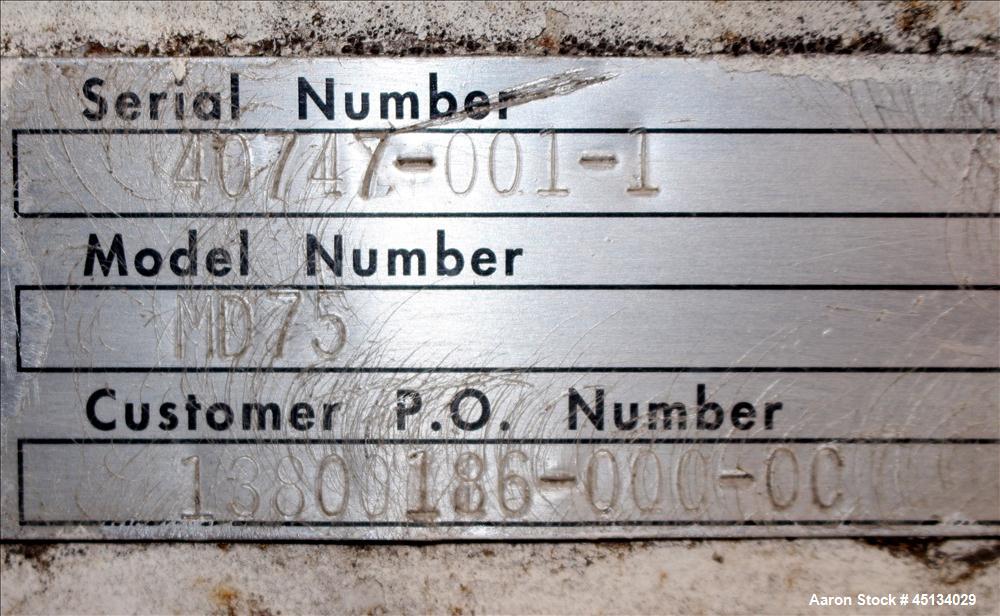 Serial Number
40747-001-1
Model Number
MD75
Customer P.O. Number
13800186-000-0C
Aaron Stock # 45134029